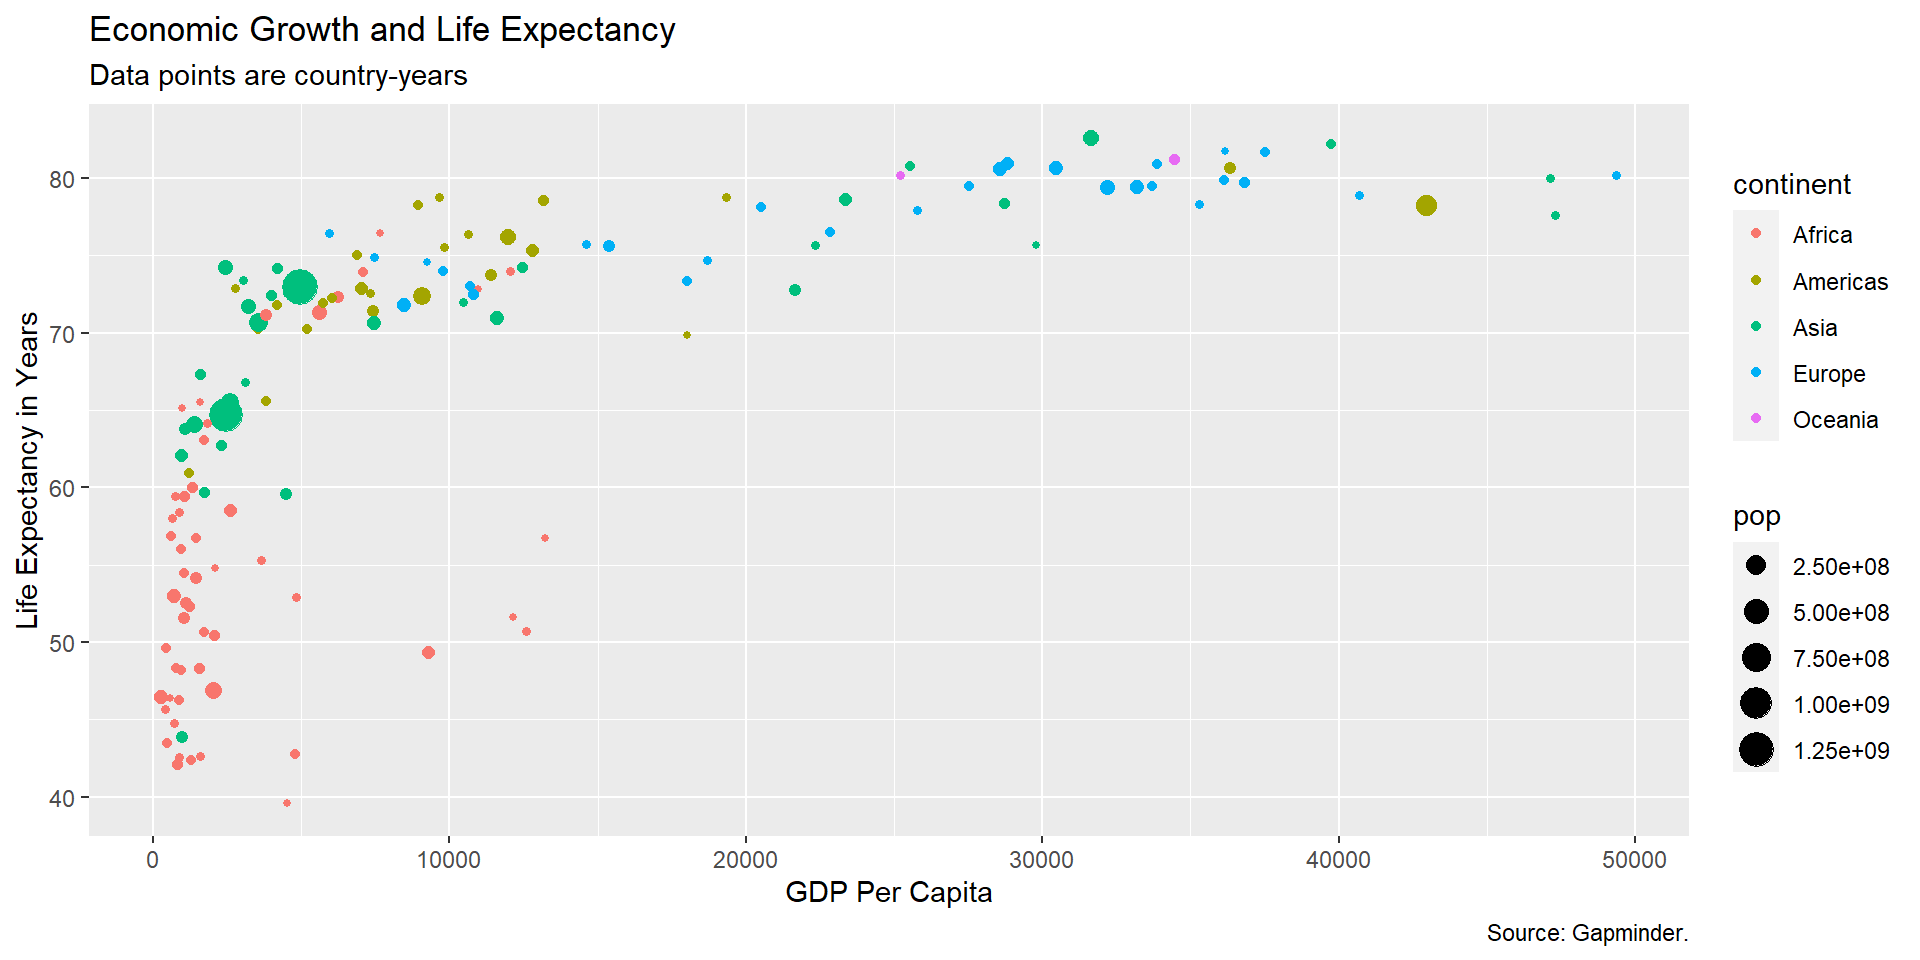 Economic Growth and Life Expectancy
Data points are country-years
Life Expectancy in Years
80
70
60
50
40
0 10000 20000 30000 40000 50000
GDP Per Capita
continent
Africa
Americas
Asia
Europe
Oceania
pop
2.50e+08
5.00e+08
7.50e+08
1.00e+09
1.25e+09
Source: Gapminder.